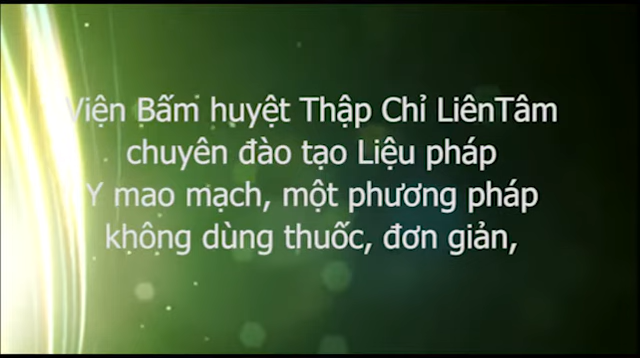 Viện Bấm huyệt Thập Chỉ LiênTâm
chuyên đào tạo Liệu pháp
Y mao mạch, một phương pháp
không dùng thuốc, đơn giản,